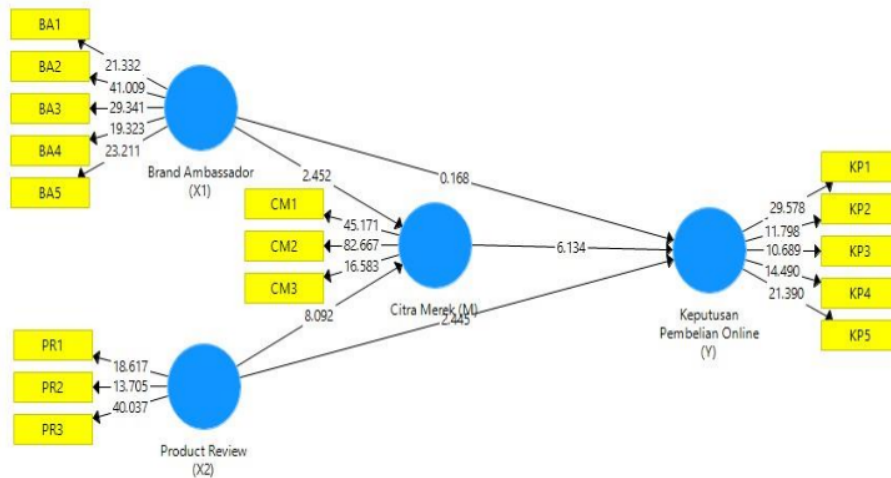 BA1
BA2
BA3
BA4
BA5
21.332
41.009
29.341
19.323
23.211
Brand Ambassador
(X1)
2.452
0.168
CM1
CM2
CM3
45.171
82.667
16.583
Citra Merek (M)
6.134
8.092
2.445
PR1
PR2
PR3
18.617
13.705
40.037
Product Review
(X2)
Keputusan
Pembelian Online
(Y)
29.578
11.798
10.689
14.490
21.390
KP1
KP2
KP3
KP4
KP5